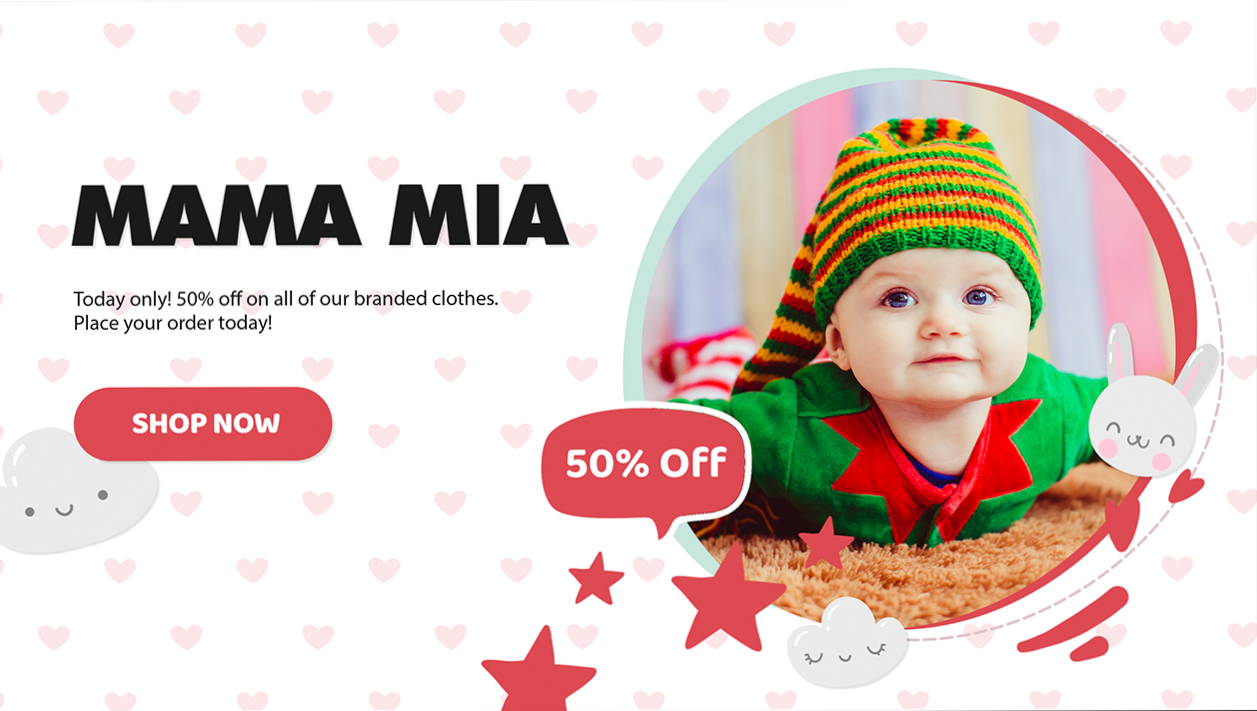 MAMA MIA
Today only! 50% off on all of our branded clothes.
Place your order today!
SHOP NOW
50% Off